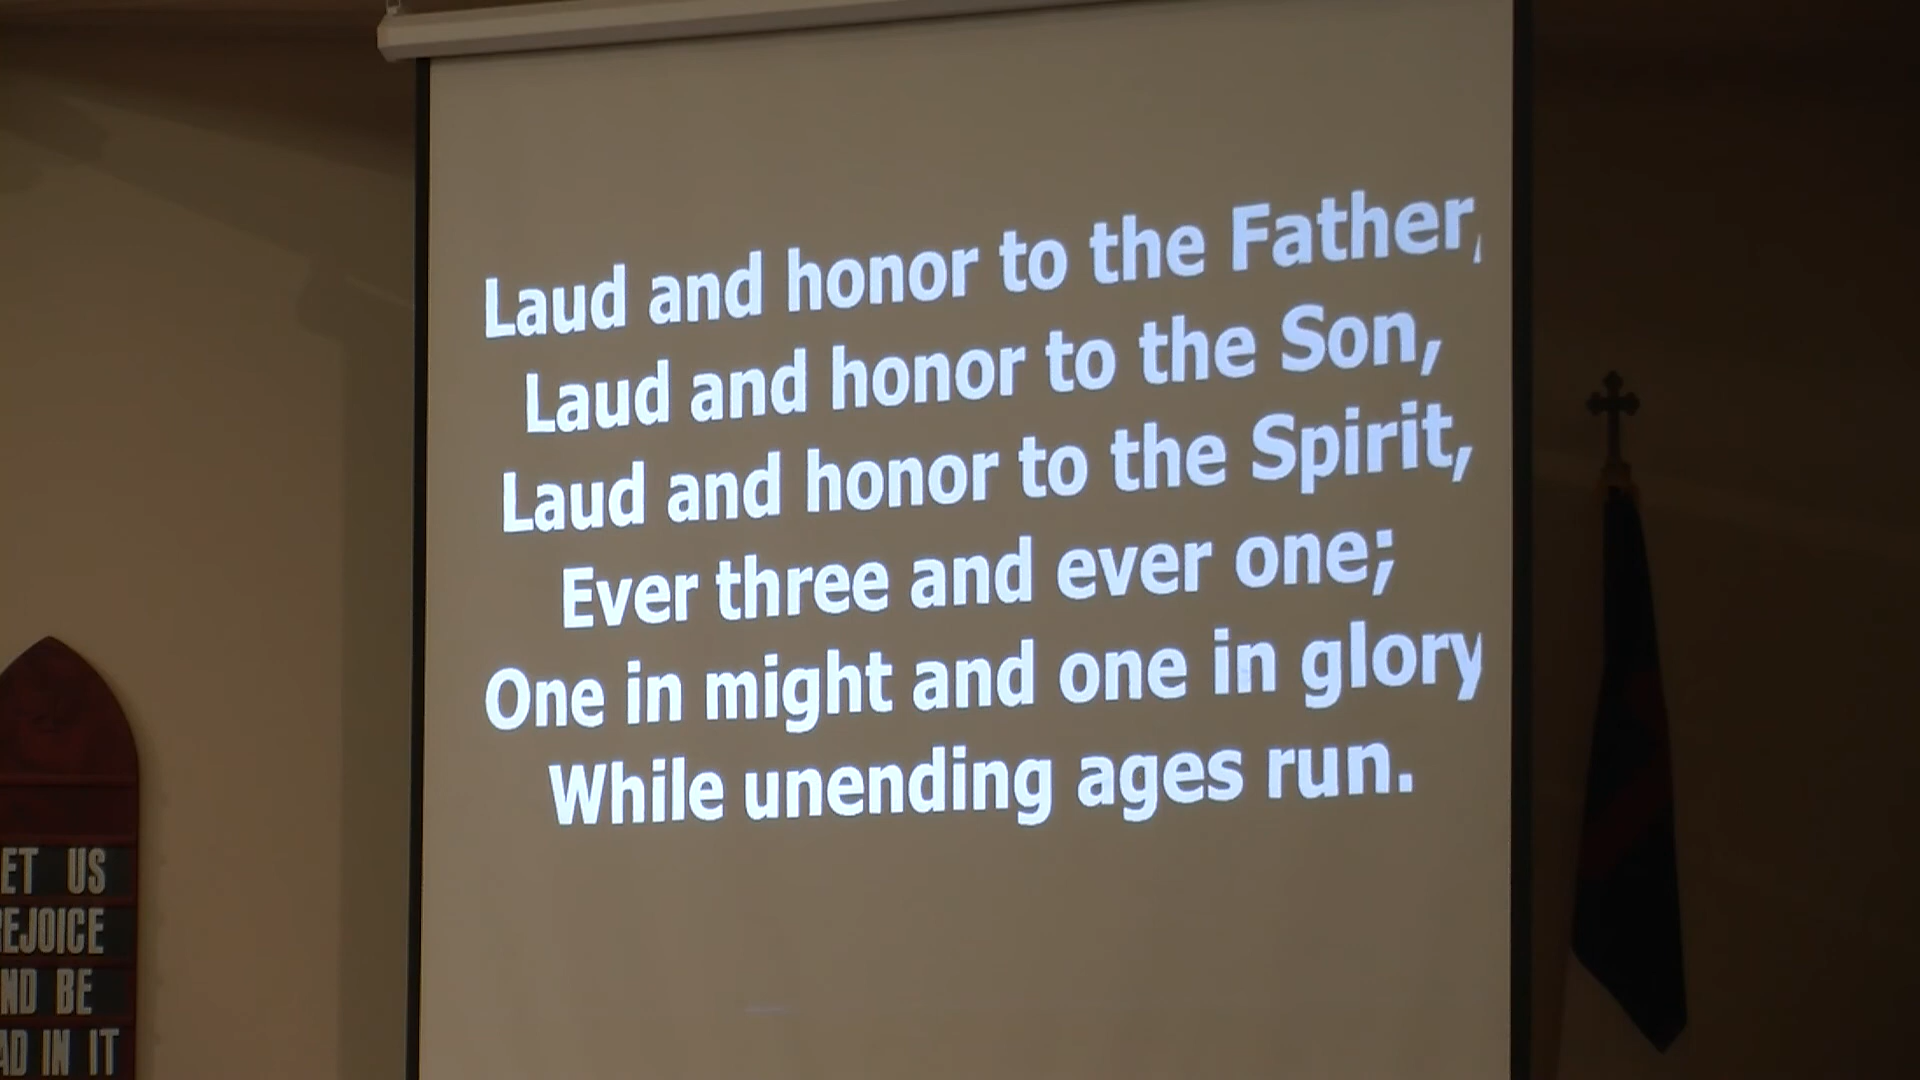 Laud and honor to the Father,
Laud and honor to the Son,
Laud and honor to the Spirit,
Ever three and ever one;
One in might and one in glory
While unending ages run.
ET US
EJOICE
ND BE
AD IN IT